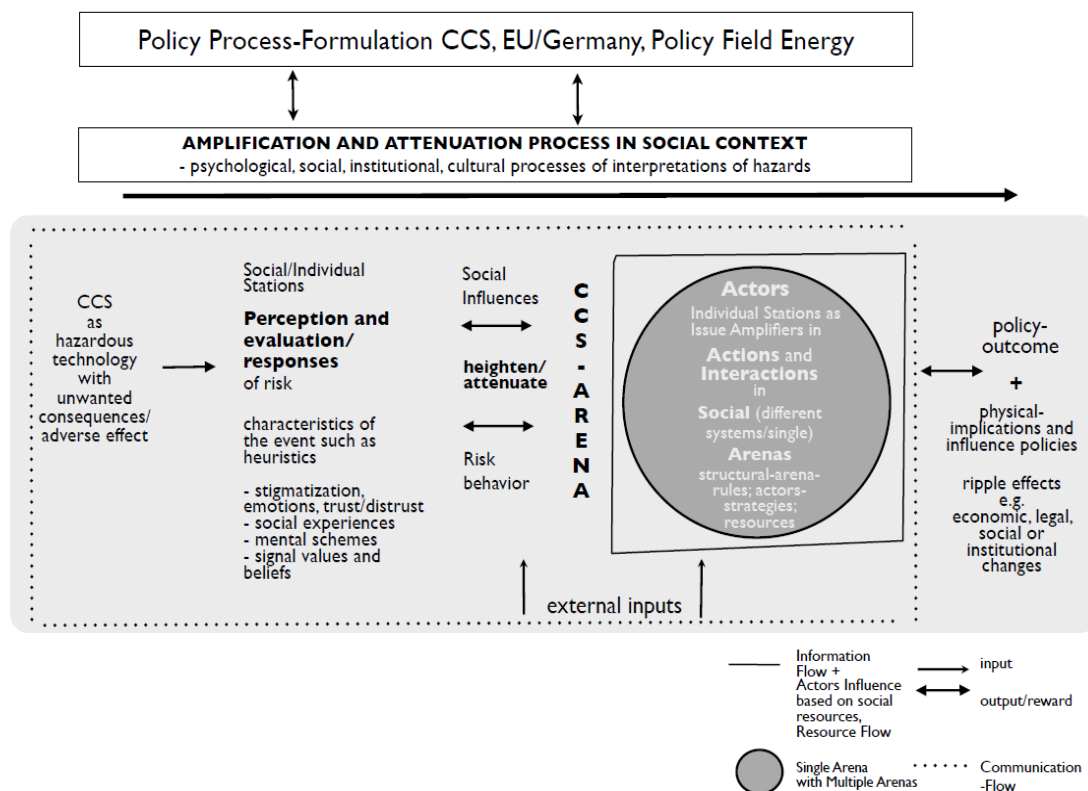 Policy Process-Formulation CCS, EU/Germany, Policy Field Energy
AMPLIFICATION AND ATTENUATION PROCESS IN SOCIAL CONTEXT
- psychological, social, institutional, cultural processes of interpretations of hazards
CCS
as
hazardous
technology
with
unwanted
consequences/
adverse effect
Social/Individual
Stations
Perception and
evaluation/
responses
of risk
characteristics of
the event such as
heuristics
- stigmatization,
emotions, trust/distrust
- social experiences
- mental schemes
- signal values and
beliefs
Social
Influences
heighten/
attenuate
Risk
behavior
CCS-ARENA
Actors
Individual Stations as
Issue Amplifiers in
Actions and
Interactions
in
Social (different
systems/single)
Arenas
structural-arena-
rules; actors-
strategies;
resources
external inputs
policy-
outcome
+
physical-
implications and
influence policies
ripple effects
e.g.
economic, legal,
social or
institutional
changes
Information
Flow +
Actors Influence
based on social
resources,
Resource Flow
input
output/reward
Single Arena
with Multiple Arenas
Communication
-Flow